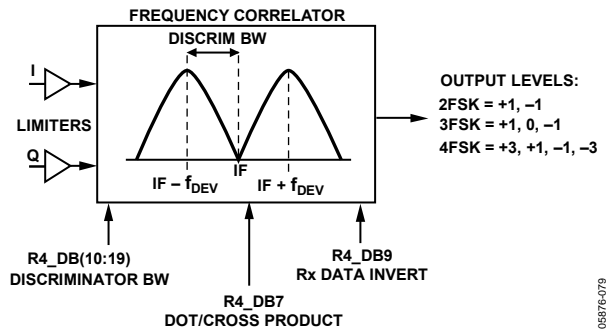 FREQUENCY CORRELATOR
DISCRIM BW
I
LIMITERS
Q
IF
IF – fDEV
IF + fDEV
OUTPUT LEVELS:
2FSK = +1, –1
3FSK = +1, 0, –1
4FSK = +3, +1, –1, –3
R4_DB(10:19)
DISCRIMINATOR BW
R4_DB7
DOT/CROSS PRODUCT
R4_DB9
Rx DATA INVERT
05876-079